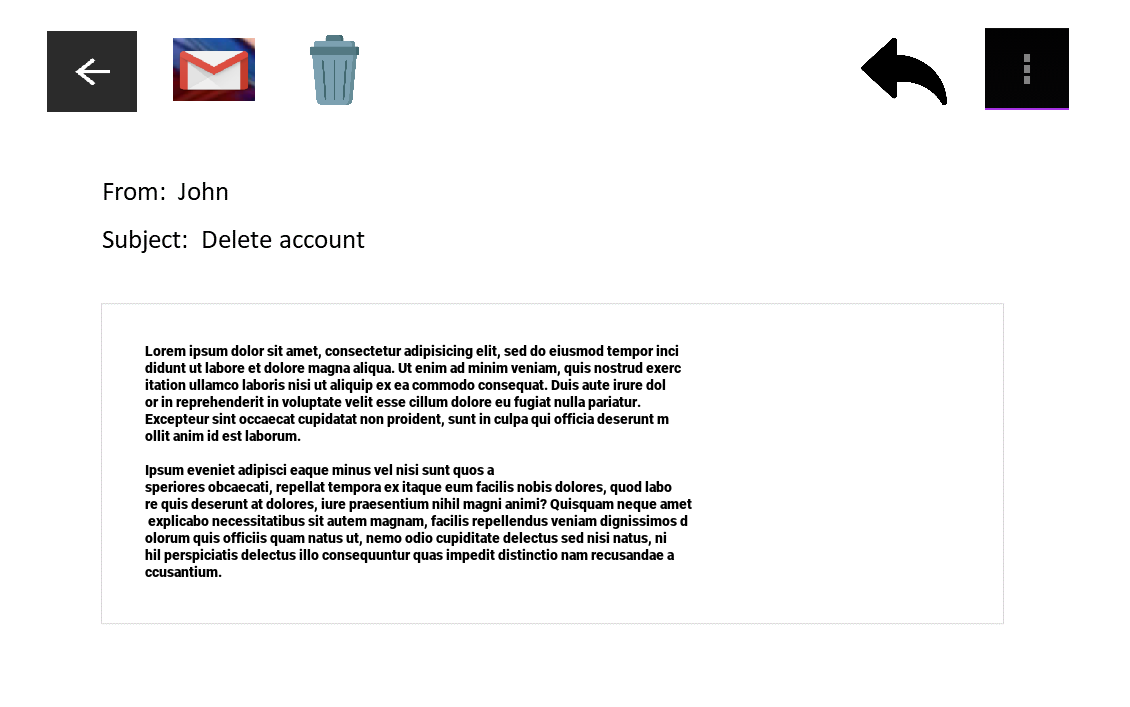 From: John
Subject: Delete account
Lorem ipsum dolor sit amet, consectetur adipisicing elit, sed do eiusmod tempor inci
didunt ut labore et dolore magna aliqua. Ut enim ad minim veniam, quis nostrud exerc
itation ullamco laboris nisi ut aliquip ex ea commodo consequat. Duis aute irure dol
or in reprehenderit in voluptate velit esse cillum dolore eu fugiat nulla pariatur.
Excepteur sint occaecat cupidatat non proident, sunt in culpa qui officia deserunt m
ollit anim id est laborum.
Ipsum eveniet adipisci eaque minus vel nisi sunt quos a
speriores obcaecati, repellat tempora ex itaque eum facilis nobis dolores, quod labo
re quis deserunt at dolores, iure praesentium nihil magni animi? Quisquam neque amet
explicabo necessitatibus sit autem magnam, facilis repellendus veniam dignissimos d
olorum quis officiis quam natus ut, nemo odio cupiditate delectus sed nisi natus, ni
hil perspiciatis delectus illo consequuntur quas impedit distinctio nam recusandae a
ccusantium.